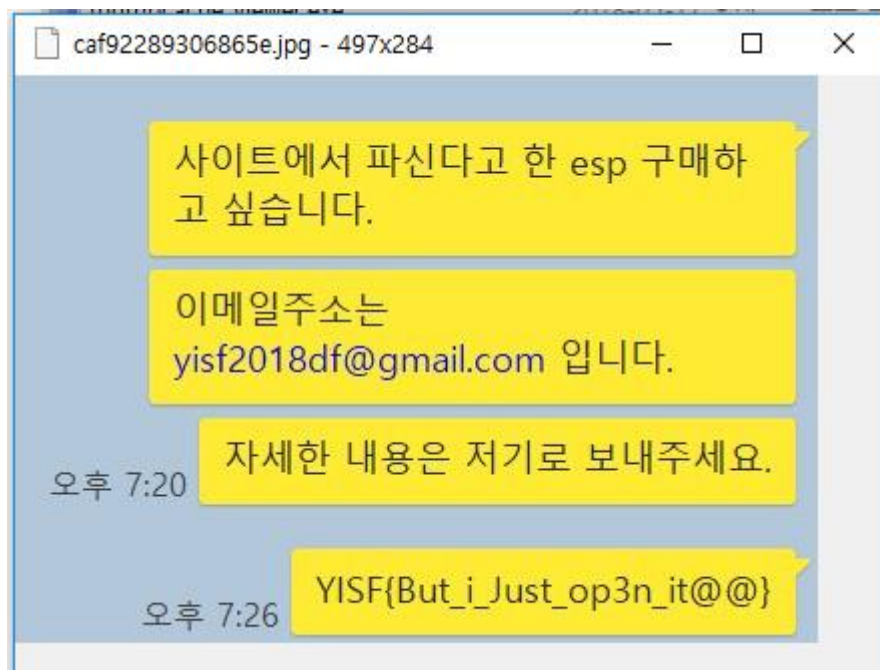 caf92289306865e.jpg - 497x284
사이트에서 파신다고 한 esp 구매하
고 싶습니다.
이메일주소는
yisf2018df@gmail.com 입니다.
자세한 내용은 저기로 보내주세요.
오후 7:20
YISF{But_i_Just_op3n_it@@}
오후 7:26